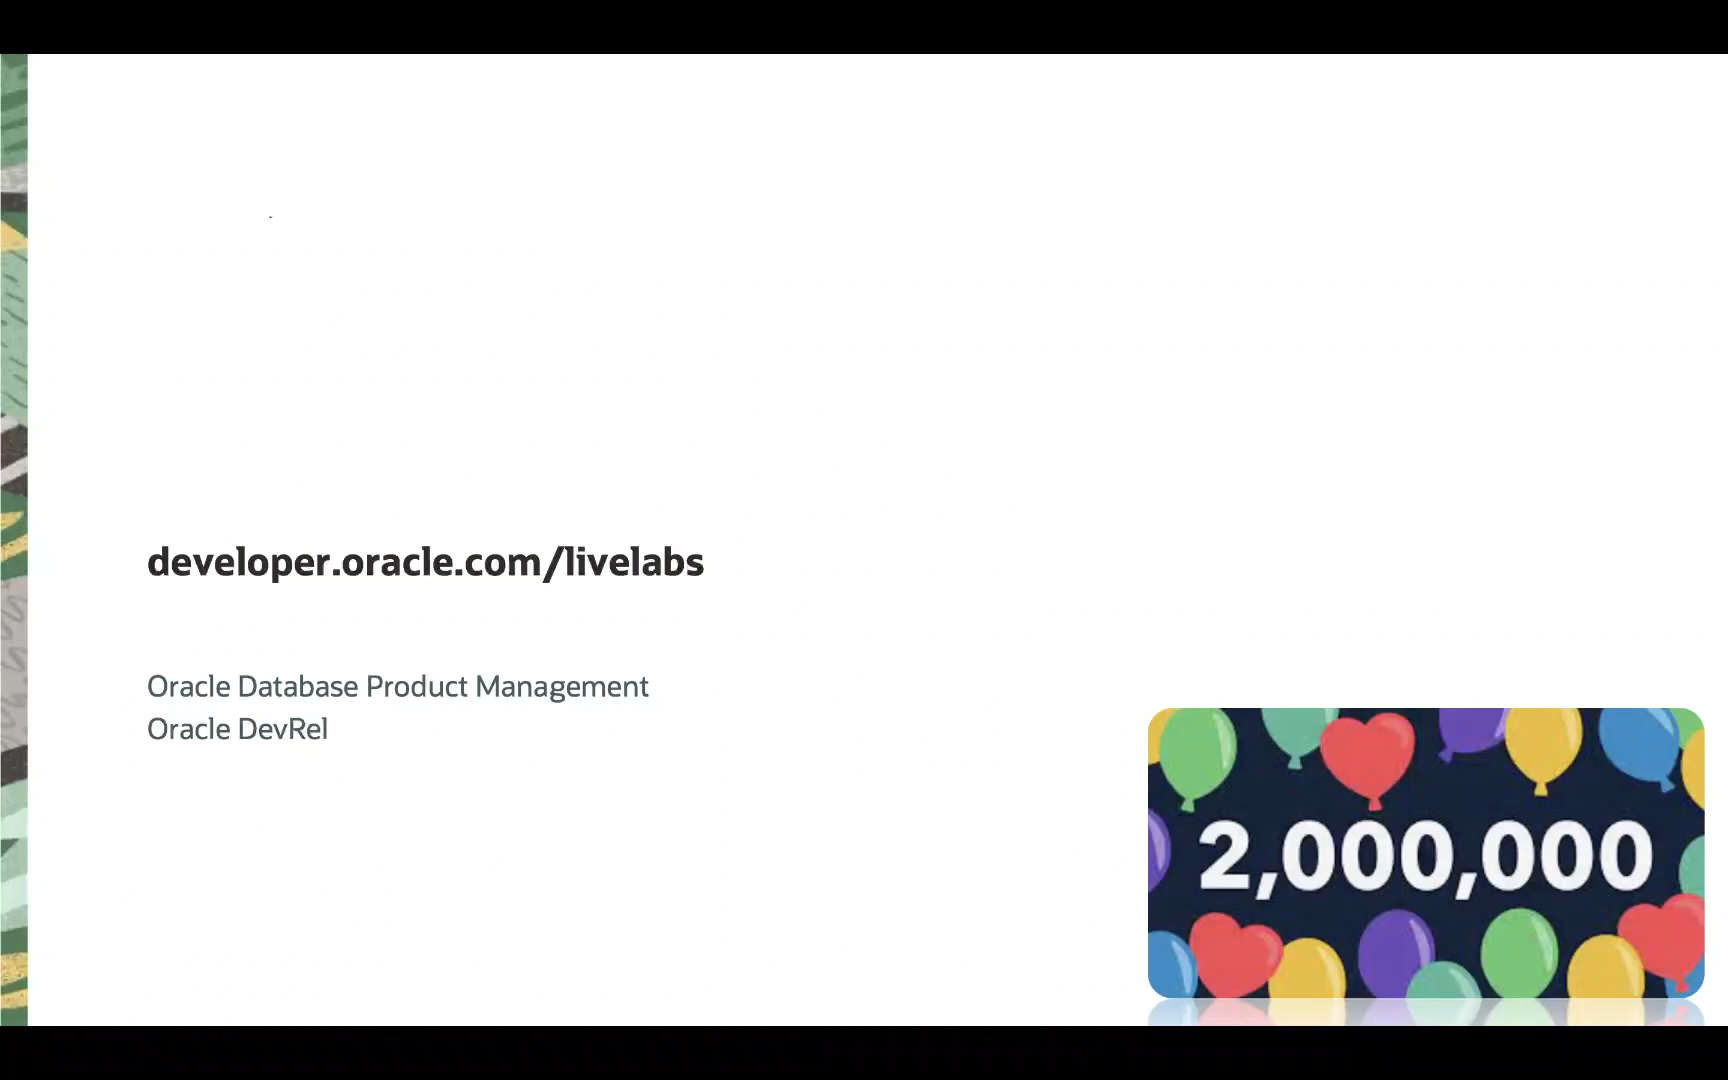 developer.oracle.com/livelabs
Oracle Database Product Management
Oracle DevRel
2,000,000